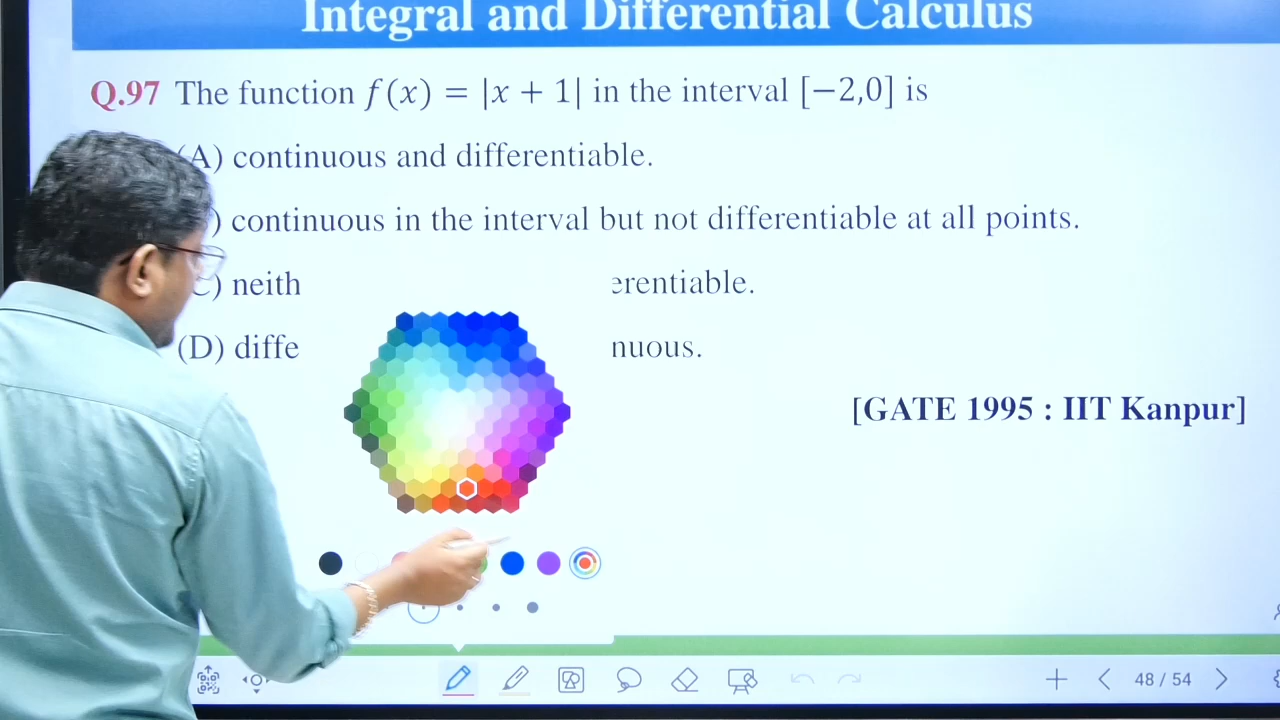 Integral and Differential Calculus
Q.97 The function f(x) = |x + 1| in the interval [−2,0] is
(A) continuous and differentiable.
) continuous in the interval but not differentiable at all points.
C) neith erentiable.
(D) diffe nuous.
[GATE 1995 : IIT Kanpur]
48 / 54